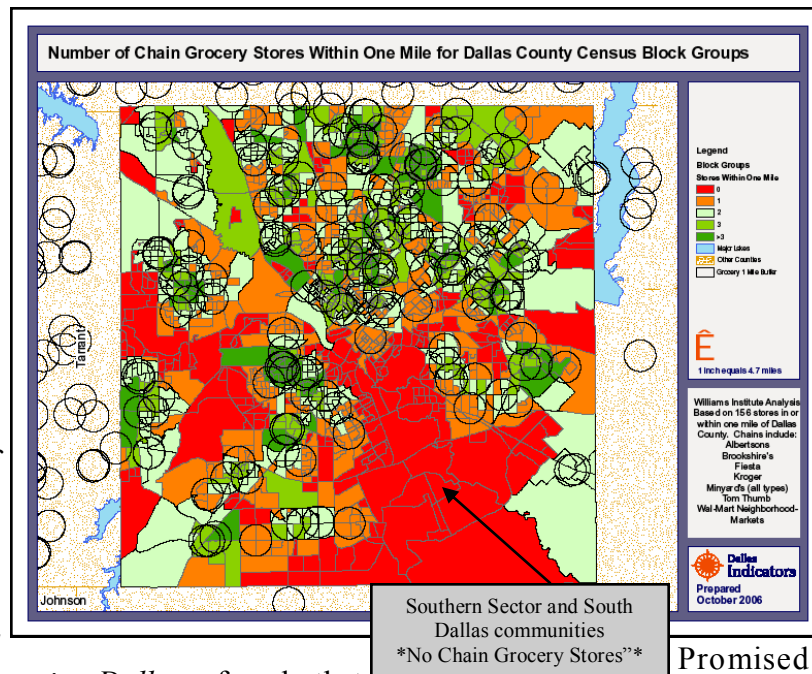 Number of Chain Grocery Stores Within One Mile for Dallas County Census Block Groups
Legend
Block Groups
Stores Within One Mile
0
1
2
3
>3
Major Lakes
Other Counties
Grocery 1 Mile Buffer
Ê
1 inch equals 4.7 miles
Williams Institute Analysis
Based on 156 stores in or
within one mile of Dallas
County. Chains include:
Albertsons
Brookshire's
Fiesta
Kroger
Minyard's (all types)
Tom Thumb
Wal-Mart Neighborhood-
Markets
Dallas
Indicators
Prepared
October 2006
Tarrant
Johnson
Southern Sector and South
Dallas communities
*No Chain Grocery Stores”*
Promised